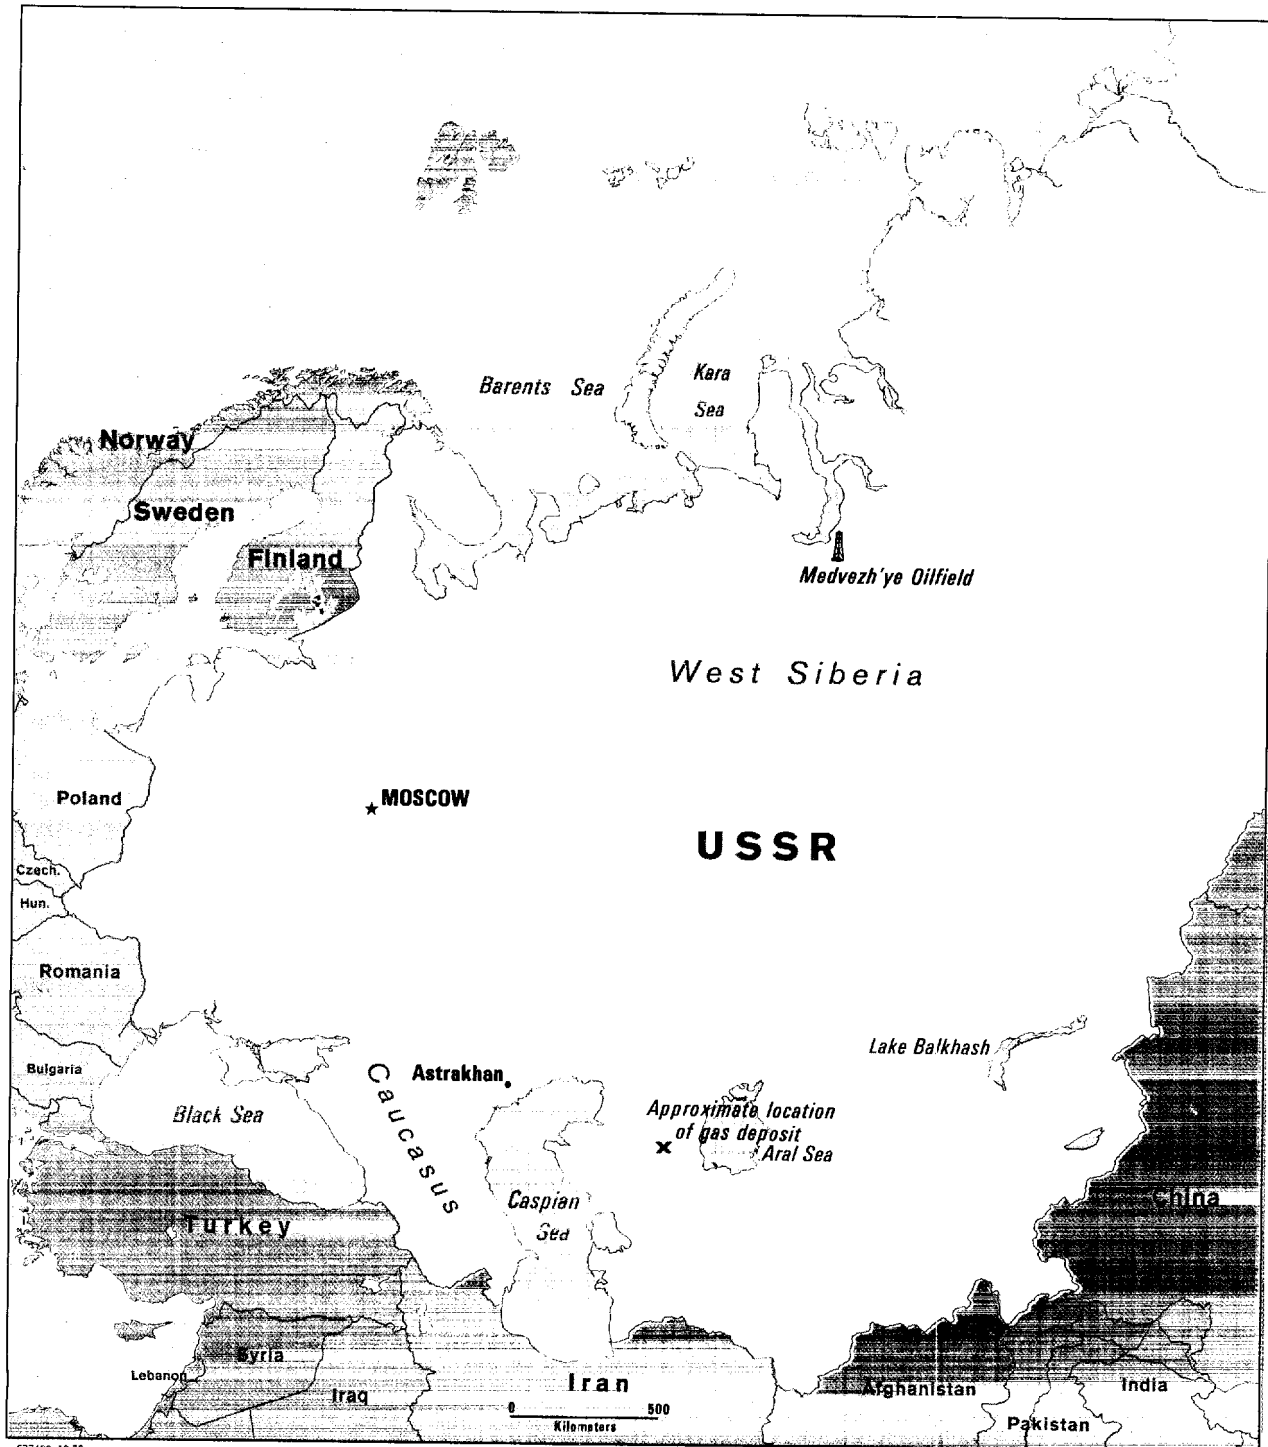 Barents Sea
Kara
Sea
Norway
Sweden
Finland
Medvezh'ye Oilfield
West Siberia
Poland
MOSCOW
USSR
Czech.
Hun.
Romania
Lake Balkhash
Bulgaria
Astrakhan
Black Sea
Caucasus
Approximate location
of gas deposit
x
Aral Sea
Caspian
Sea
China
Turkey
Syria
Lebanon
Iraq
Iran
Afghanistan
India
Pakistan
0 500
Kilometers